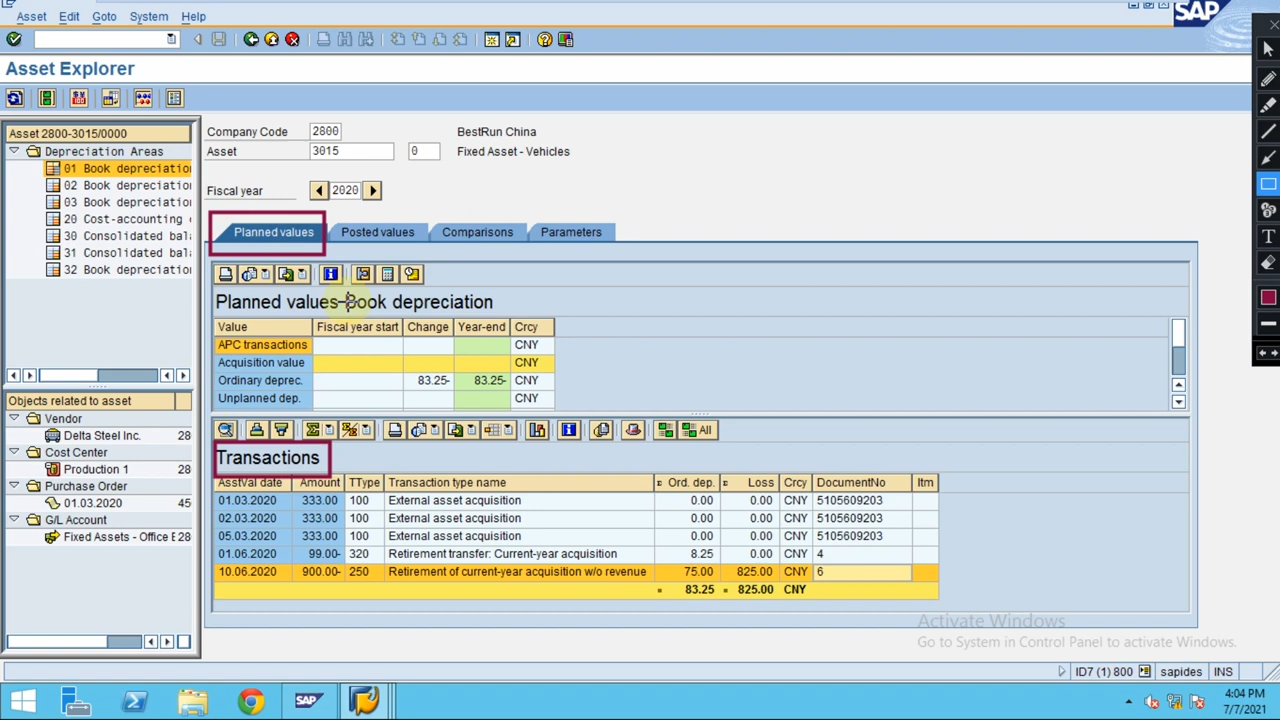 Asset Edit Goto System Help
SAP
Asset Explorer
Asset 2800-3015/0000
Depreciation Areas
01 Book depreciation
02 Book depreciation
03 Book depreciation
20 Cost-accounting
30 Consolidated bal
31 Consolidated bal
32 Book depreciation
Objects related to asset
Vendor
Delta Steel Inc. 28
Cost Center
Production 1 28
Purchase Order
01.03.2020 45
G/L Account
Fixed Assets - Office E 28
Company Code 2800 BestRun China
Asset 3015 0 Fixed Asset - Vehicles
Fiscal year 2020
Planned values Posted values Comparisons Parameters
Planned values Book depreciation
Value Fiscal year start Change Year-end Crcy
APC transactions CNY
Acquisition value CNY
Ordinary deprec. 83.25- 83.25- CNY
Unplanned dep. CNY
All
Transactions
AsstVal date Amount TType Transaction type name Ord. dep. Loss Crcy DocumentNo Itm
01.03.2020 333.00 100 External asset acquisition 0.00 0.00 CNY 5105609203
02.03.2020 333.00 100 External asset acquisition 0.00 0.00 CNY 5105609203
05.03.2020 333.00 100 External asset acquisition 0.00 0.00 CNY 5105609203
01.06.2020 99.00- 320 Retirement transfer: Current-year acquisition 8.25 0.00 CNY 4
10.06.2020 900.00- 250 Retirement of current-year acquisition w/o revenue 75.00 825.00 CNY 6
83.25 825.00 CNY
Activate Windows
Go to System in Control Panel to activate Windows.
ID7 (1) 800 sapides INS
SAP
4:04 PM
7/7/2021
T